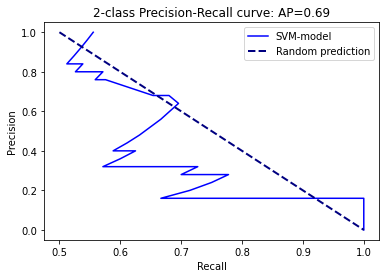 2-class Precision-Recall curve: AP=0.69
SVM-model
Random prediction
Precision
1.0
0.8
0.6
0.4
0.2
0.0
0.5 0.6 0.7 0.8 0.9 1.0
Recall